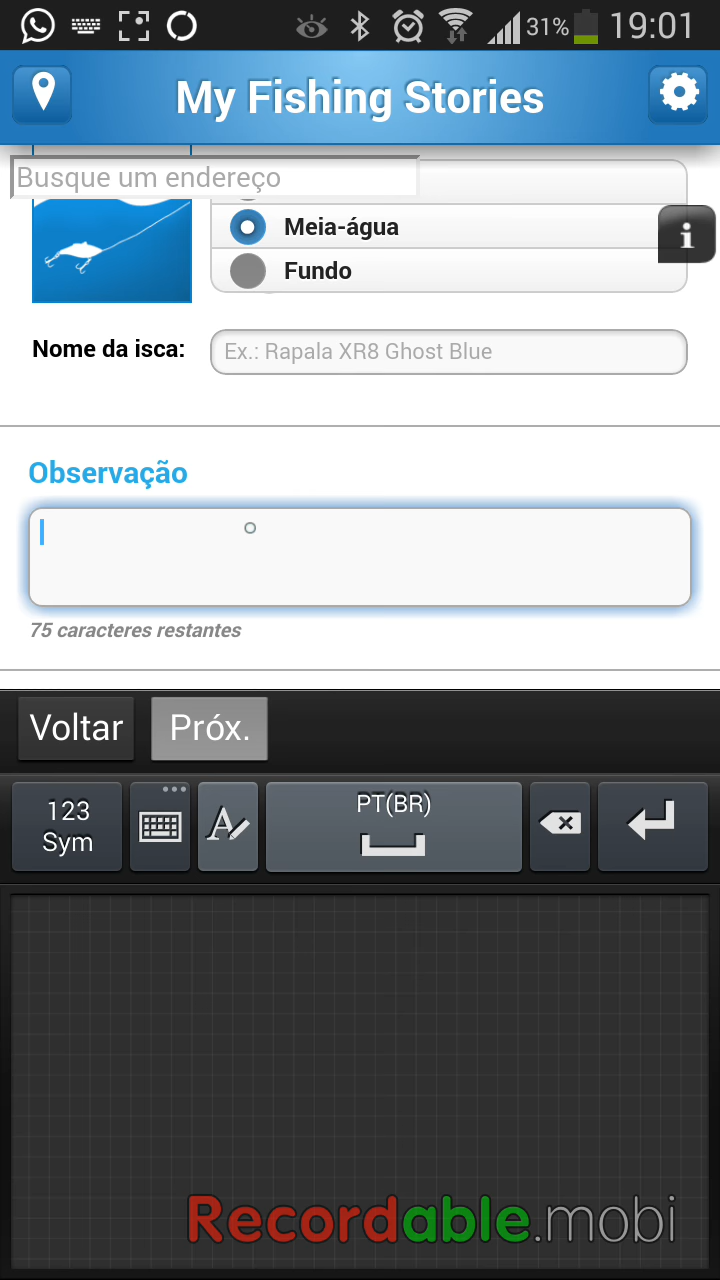 31% 19:01
My Fishing Stories
Busque um endereço
Meia-água
i
Fundo
Nome da isca:
Ex.: Rapala XR8 Ghost Blue
Observação
75 caracteres restantes
Voltar
Próx.
123
Sym
PT(BR)
Recordable.mobi